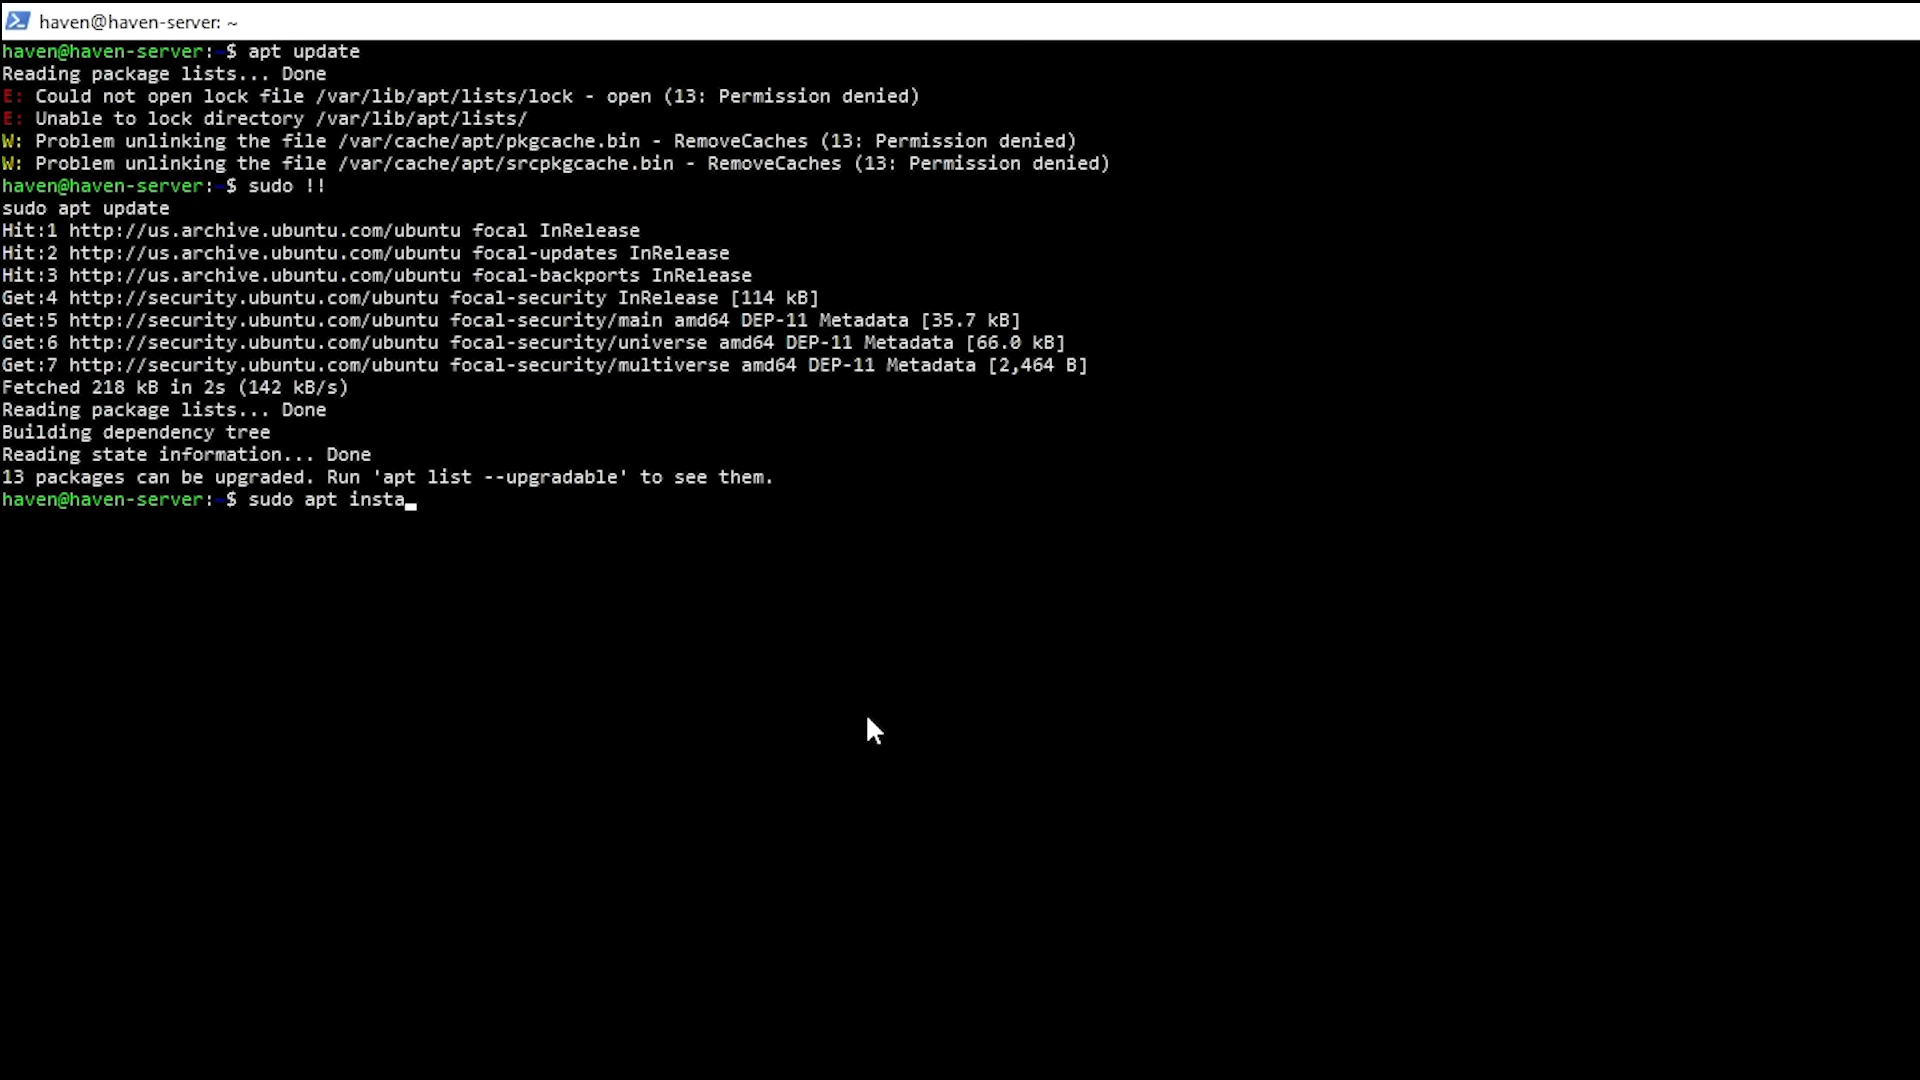 haven@haven-server: ~
haven@haven-server:~$ apt update
Reading package lists... Done
E: Could not open lock file /var/lib/apt/lists/lock - open (13: Permission denied)
E: Unable to lock directory /var/lib/apt/lists/
W: Problem unlinking the file /var/cache/apt/pkgcache.bin - RemoveCaches (13: Permission denied)
W: Problem unlinking the file /var/cache/apt/srcpkgcache.bin - RemoveCaches (13: Permission denied)
haven@haven-server:~$ sudo !!
sudo apt update
Hit:1 http://us.archive.ubuntu.com/ubuntu focal InRelease
Hit:2 http://us.archive.ubuntu.com/ubuntu focal-updates InRelease
Hit:3 http://us.archive.ubuntu.com/ubuntu focal-backports InRelease
Get:4 http://security.ubuntu.com/ubuntu focal-security InRelease [114 kB]
Get:5 http://security.ubuntu.com/ubuntu focal-security/main amd64 DEP-11 Metadata [35.7 kB]
Get:6 http://security.ubuntu.com/ubuntu focal-security/universe amd64 DEP-11 Metadata [66.0 kB]
Get:7 http://security.ubuntu.com/ubuntu focal-security/multiverse amd64 DEP-11 Metadata [2,464 B]
Fetched 218 kB in 2s (142 kB/s)
Reading package lists... Done
Building dependency tree
Reading state information... Done
13 packages can be upgraded. Run 'apt list --upgradable' to see them.
haven@haven-server:~$ sudo apt insta